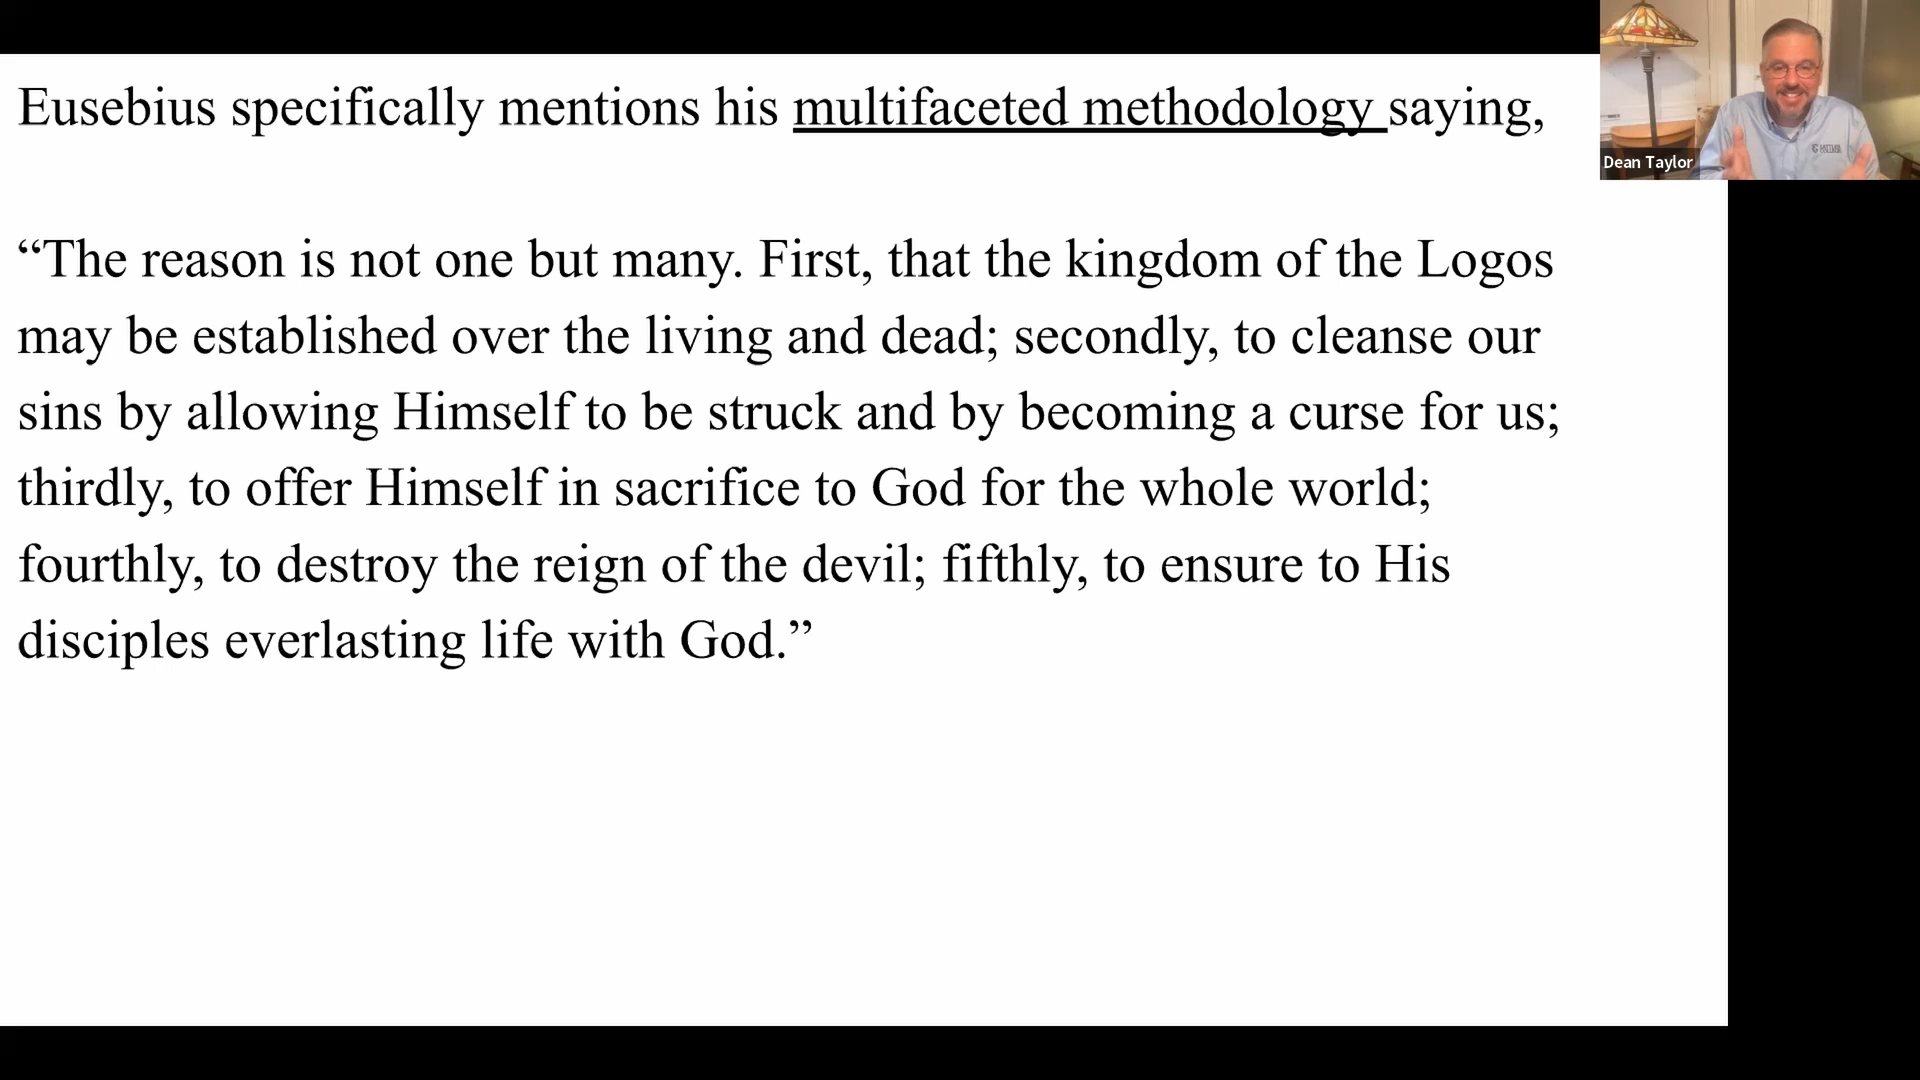 Eusebius specifically mentions his multifaceted methodology saying,
“The reason is not one but many. First, that the kingdom of the Logos
may be established over the living and dead; secondly, to cleanse our
sins by allowing Himself to be struck and by becoming a curse for us;
thirdly, to offer Himself in sacrifice to God for the whole world;
fourthly, to destroy the reign of the devil; fifthly, to ensure to His
disciples everlasting life with God.”
Dean Taylor